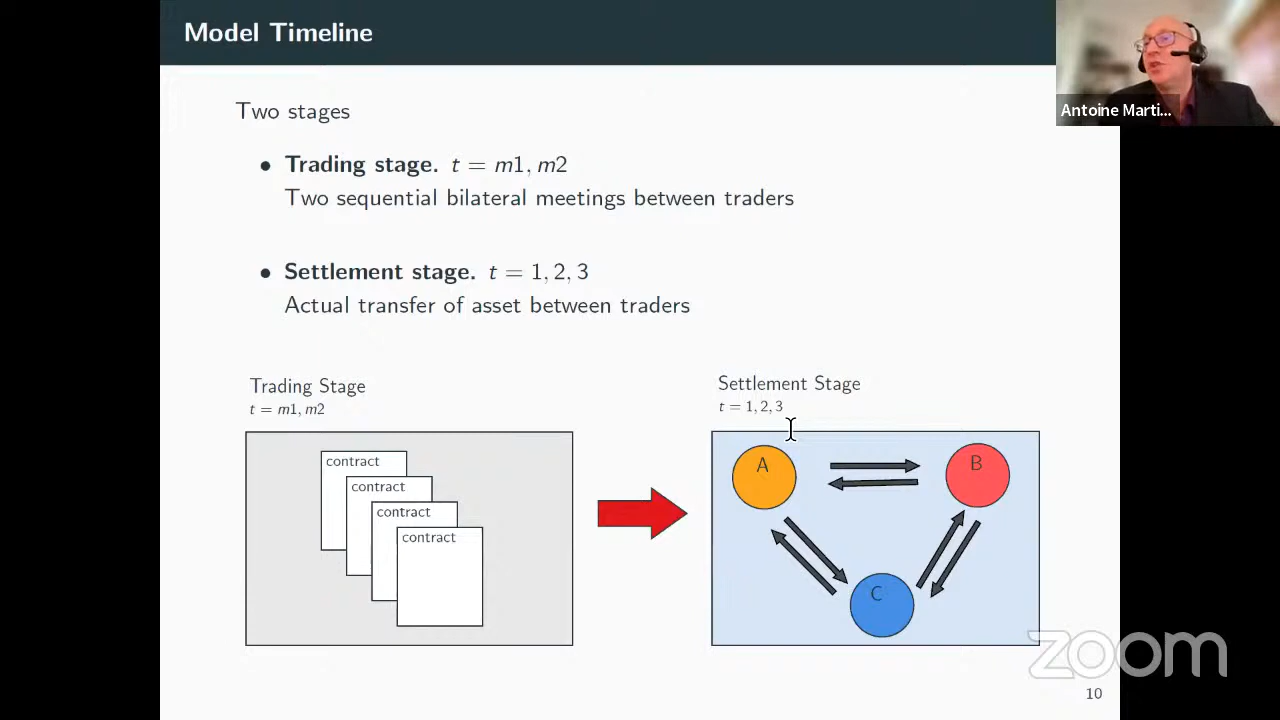 Model Timeline
Antoine Marti...
Two stages
• Trading stage. t = m1, m2
Two sequential bilateral meetings between traders
• Settlement stage. t = 1, 2, 3
Actual transfer of asset between traders
Trading Stage
t = m1, m2
contract
contract
contract
contract
Settlement Stage
t = 1, 2, 3
A
B
C
zoom
10